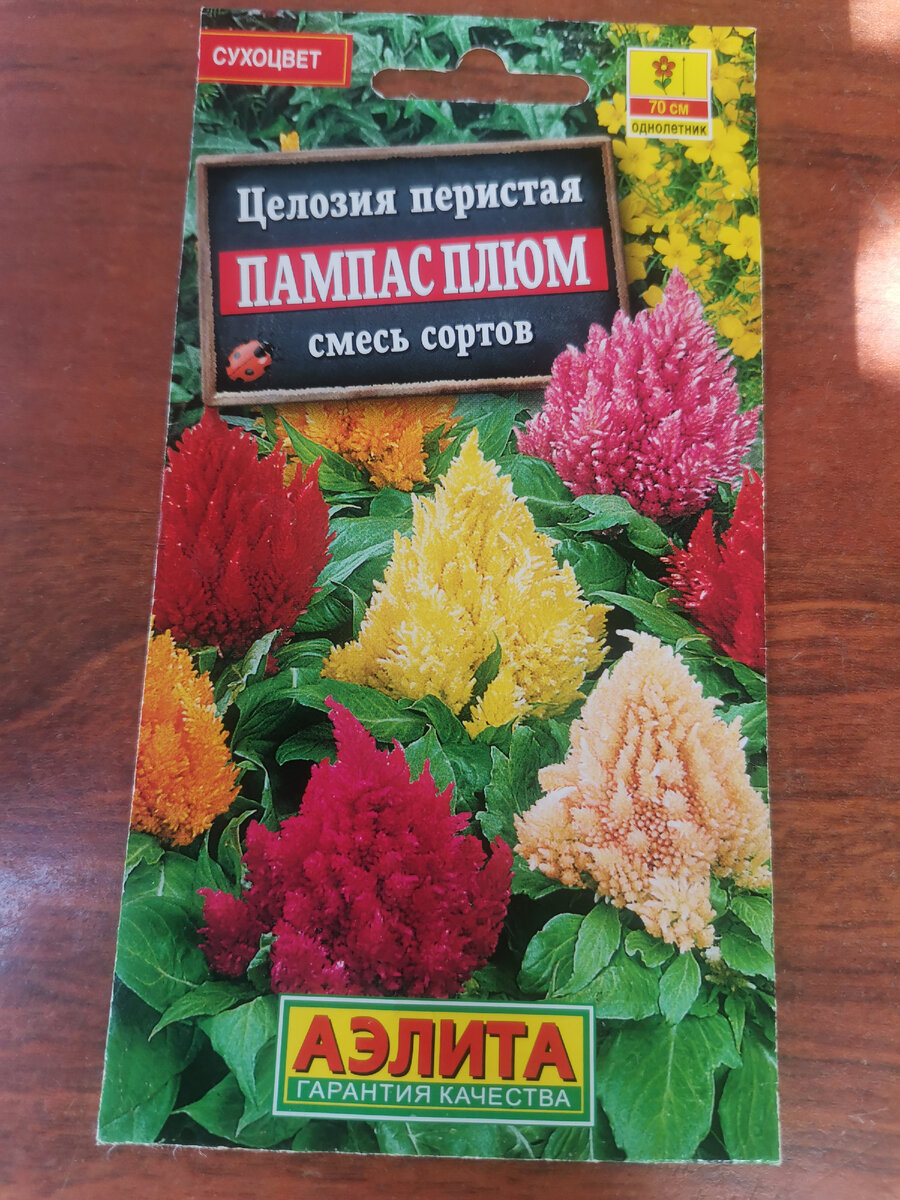 СУХОЦВЕТ
70 см
однолетник
Целозия перистая
ПАМПАС ПЛЮМ
смесь сортов
АЭЛИТА
ГАРАНТИЯ КАЧЕСТВА